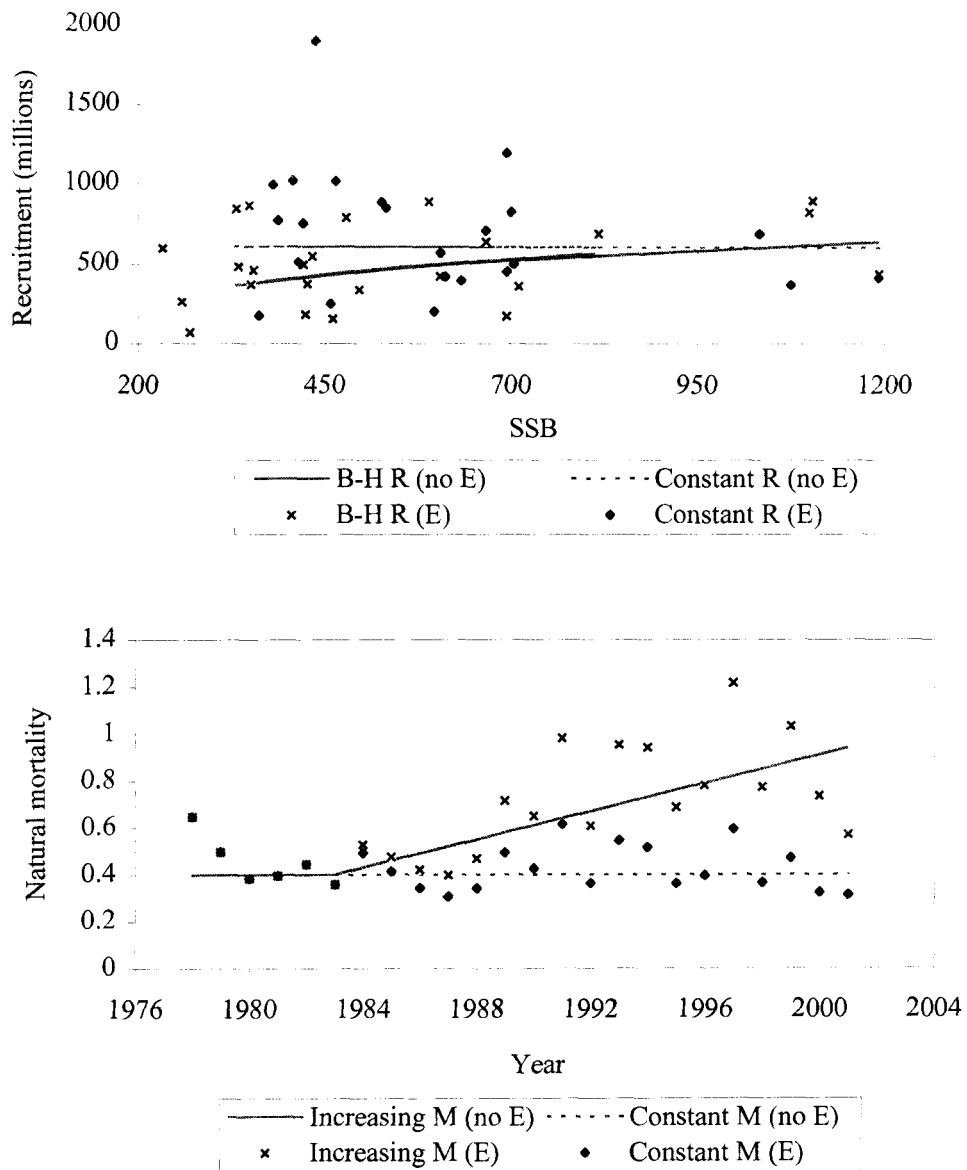 2000
1500
1000
500
0
Recruitment (millions)
200 450 700 950 1200
SSB
B-H R (no E) Constant R (no E)
B-H R (E) Constant R (E)
1.4
1.2
1
0.8
0.6
0.4
0.2
0
Natural mortality
1976 1980 1984 1988 1992 1996 2000 2004
Year
Increasing M (no E) Constant M (no E)
Increasing M (E) Constant M (E)